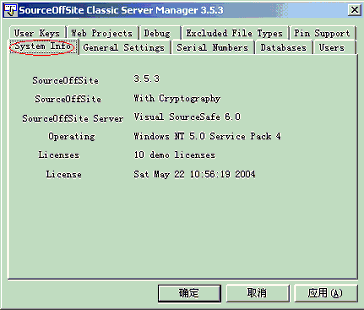 SourceOffSite Classic Server Manager 3.5.3
User Keys Web Projects Debug Excluded File Types Pin Support
System Info General Settings Serial Numbers Databases Users
SourceOffSite 3.5.3
SourceOffSite With Cryptography
SourceOffSite Server Visual SourceSafe 6.0
Operating Windows NT 5.0 Service Pack 4
Licenses 10 demo licenses
License Sat May 22 10:56:19 2004
确定 取消 应用(A)